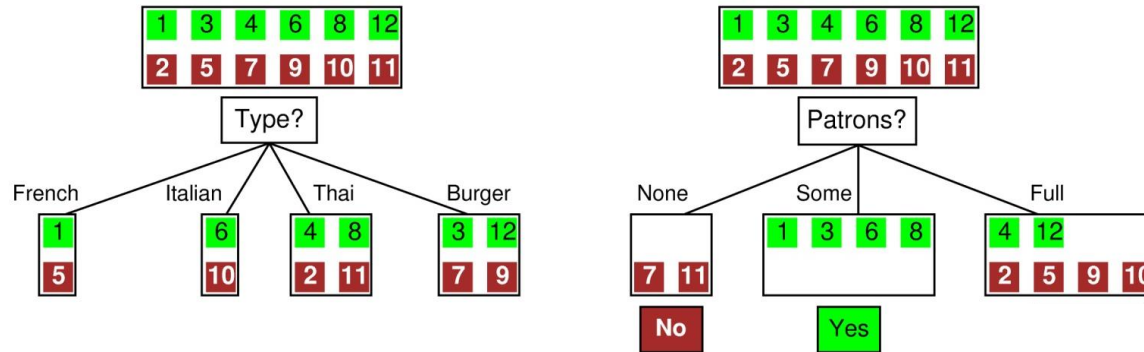 1 3 4 6 8 12
2 5 7 9 10 11
Type?
French Italian Thai Burger
1 6 4 8 3 12
5 10 2 11 7 9
1 3 4 6 8 12
2 5 7 9 10 11
Patrons?
None Some Full
1 3 6 8 4 12
7 11 2 5 9 10
No Yes